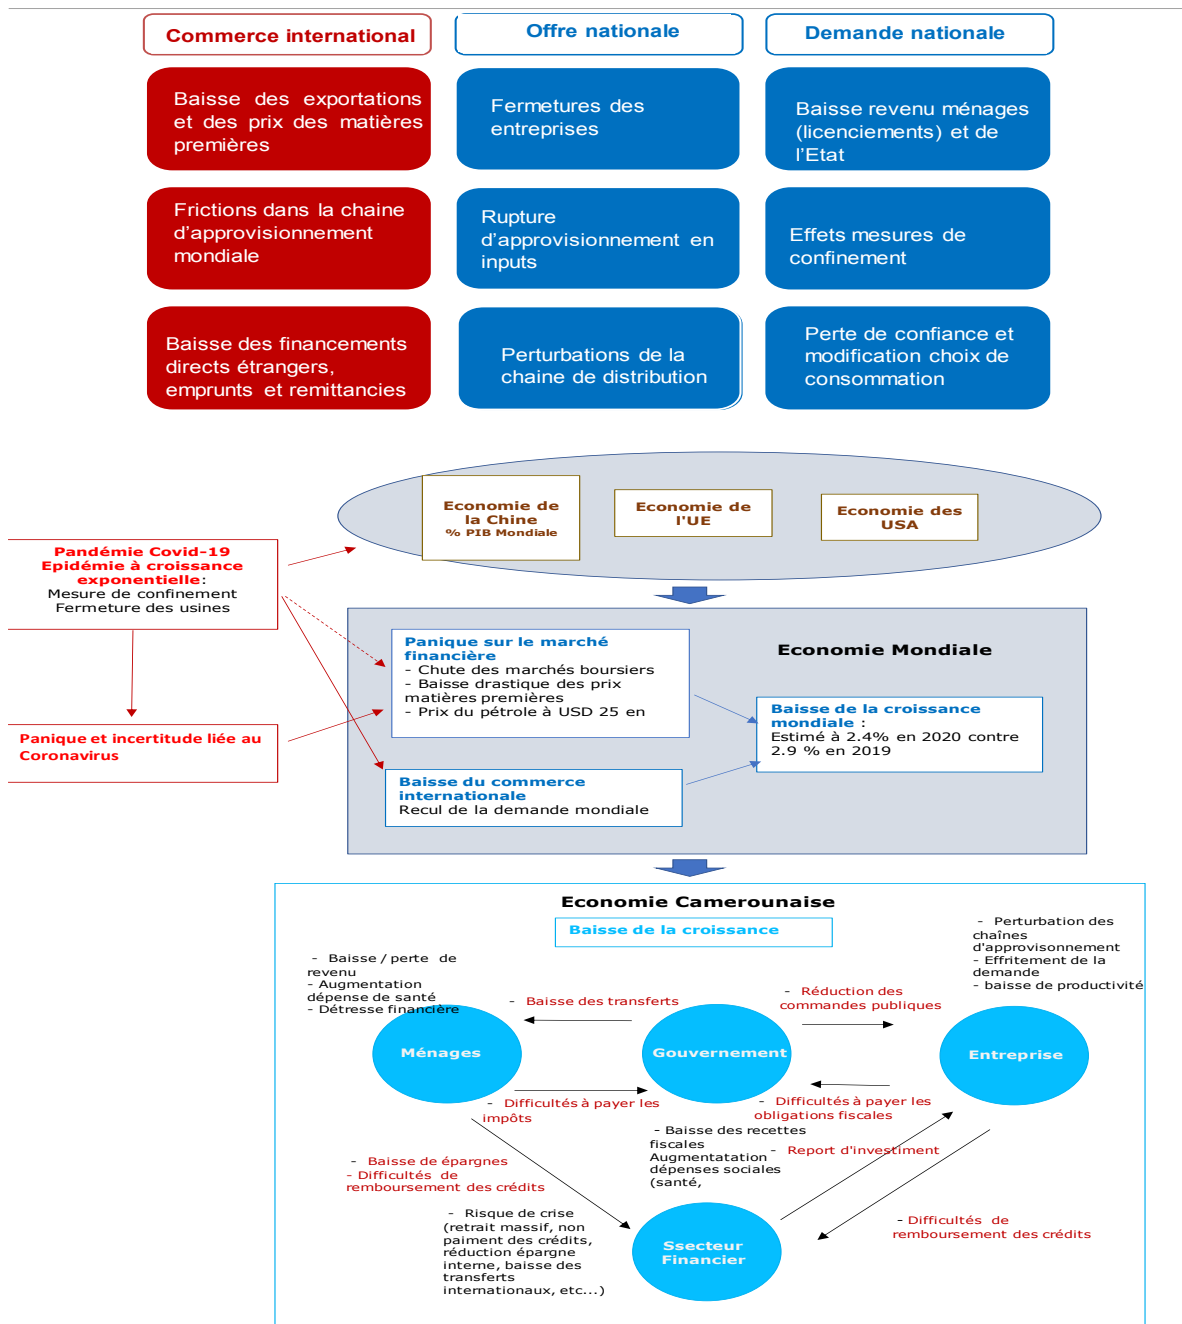 Commerce international
Offre nationale
Demande nationale
Baisse des exportations
et des prix des matières
premières
Fermetures des
entreprises
Baisse revenu ménages
(licenciements) et de
l'Etat
Frictions dans la chaine
d'approvisionnement
mondiale
Rupture
d'approvisionnement en
inputs
Effets mesures de
confinement
Baisse des financements
directs étrangers,
emprunts et remittancies
Perturbations de la
chaine de distribution
Perte de confiance et
modification choix de
consommation
Economie de
la Chine
% PIB Mondiale
Economie de
l'UE
Economie des
USA
Pandémie Covid-19
Epidémie à croissance
exponentielle:
Mesure de confinement
Fermeture des usines
Panique et incertitude liée au
Coronavirus
Economie Mondiale
Panique sur le marché
financière
- Chute des marchés boursiers
- Baisse drastique des prix
matières premières
- Prix du pétrole à USD 25 en
Baisse de la croissance
mondiale :
Estimé à 2.4% en 2020 contre
2.9 % en 2019
Baisse du commerce
internationale
Recul de la demande mondiale
Economie Camerounaise
Baisse de la croissance
- Baisse / perte de
revenu
- Augmentation
dépense de santé
- Détresse financière
- Perturbation des
chaînes
d'approvisonnement
- Effritement de la
demande
- baisse de productivité
- Baisse des transferts
- Réduction des
commandes publiques
Ménages
Gouvernement
Entreprise
- Difficultés à payer les
impôts
- Difficultés à payer les
obligations fiscales
- Baisse des recettes
fiscales
Augmentatation
dépenses sociales
(santé,
- Report d'investiment
- Baisse de épargnes
- Difficultés de
remboursement des crédits
- Risque de crise
(retrait massif, non
paiment des crédits,
réduction épargne
interne, baisse des
transferts
internationaux, etc...)
Ssecteur
Financier
- Difficultés de
remboursement des crédits